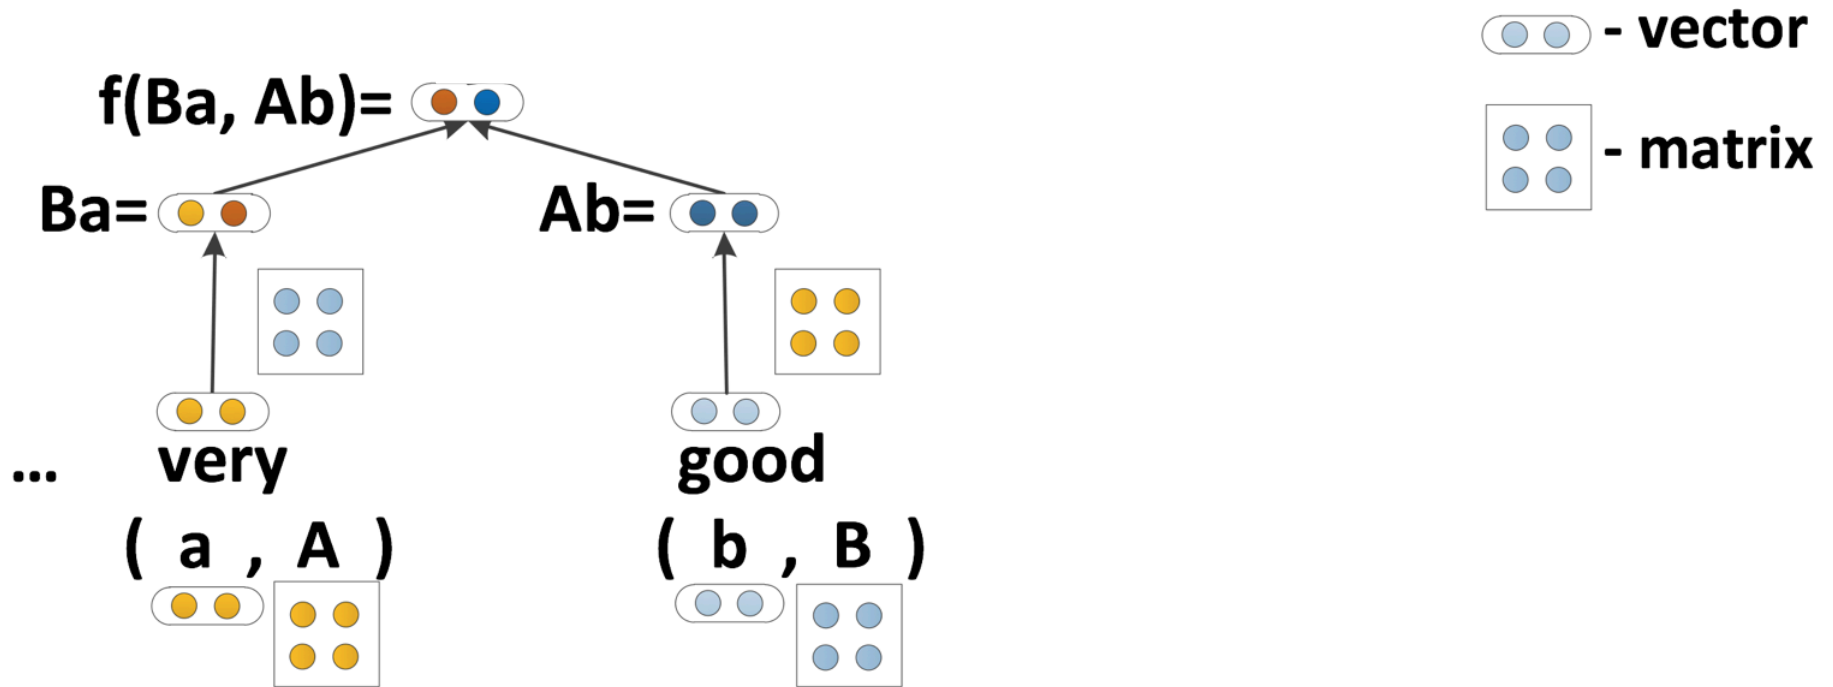 - vector
f(Ba, Ab)=
- matrix
Ba= Ab=
... very good
( a , A ) ( b , B )